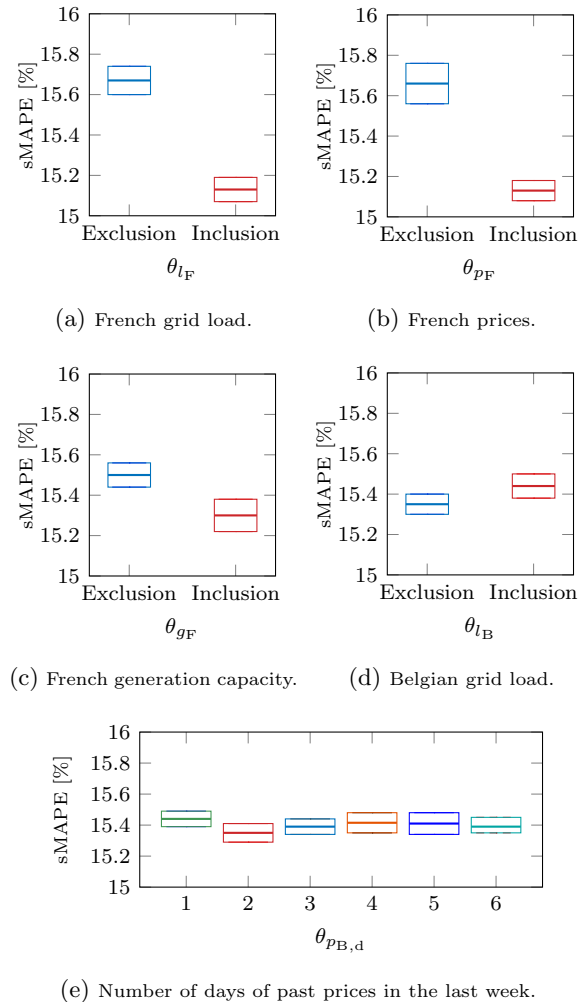 16
15.8
15.6
15.4
15.2
15
sMAPE [%]
Exclusion Inclusion
θ_{l_F}
(a) French grid load.
16
15.8
15.6
15.4
15.2
15
sMAPE [%]
Exclusion Inclusion
θ_{p_F}
(b) French prices.
16
15.8
15.6
15.4
15.2
15
sMAPE [%]
Exclusion Inclusion
θ_{g_F}
(c) French generation capacity.
16
15.8
15.6
15.4
15.2
15
sMAPE [%]
Exclusion Inclusion
θ_{l_B}
(d) Belgian grid load.
16
15.8
15.6
15.4
15.2
15
sMAPE [%]
1 2 3 4 5 6
θ_{p_{B,d}}
(e) Number of days of past prices in the last week.